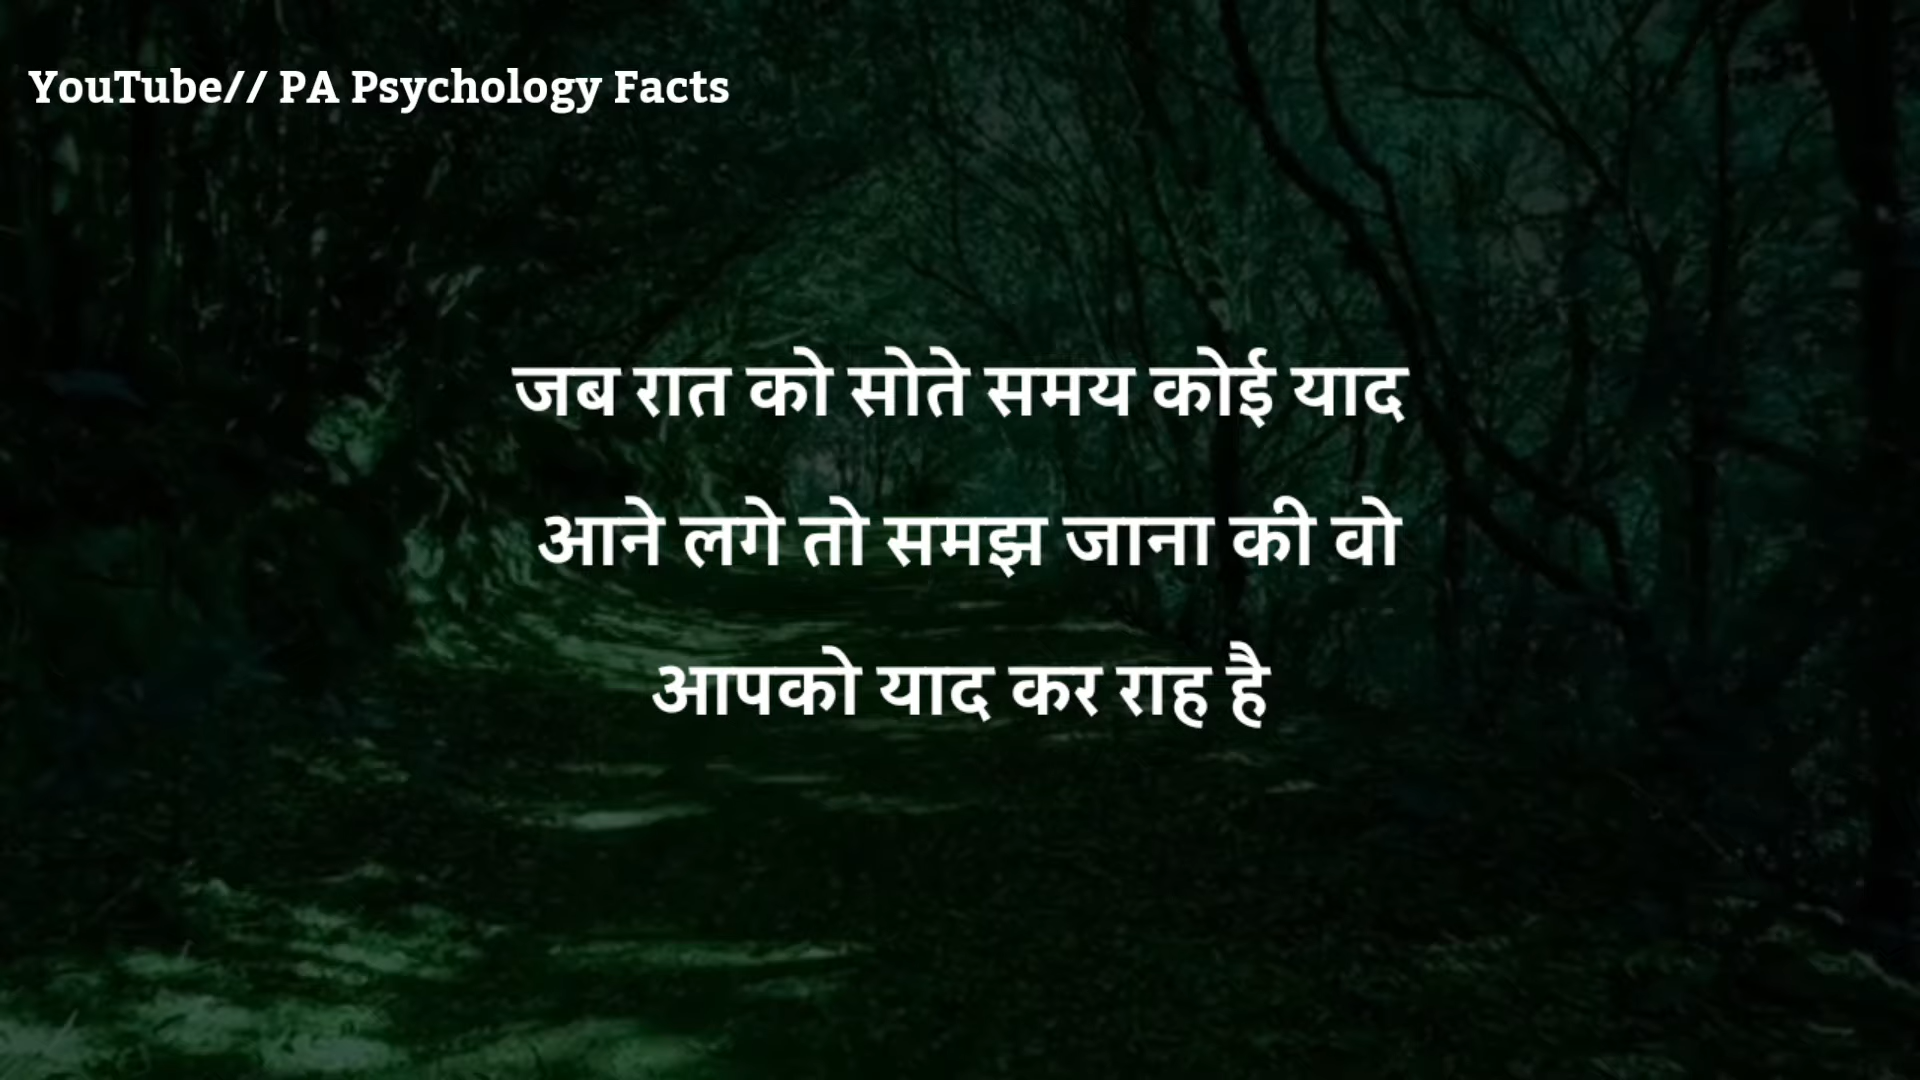 YouTube// PA Psychology Facts
जब रात को सोते समय कोई याद
आने लगे तो समझ जाना की वो
आपको याद कर राह है